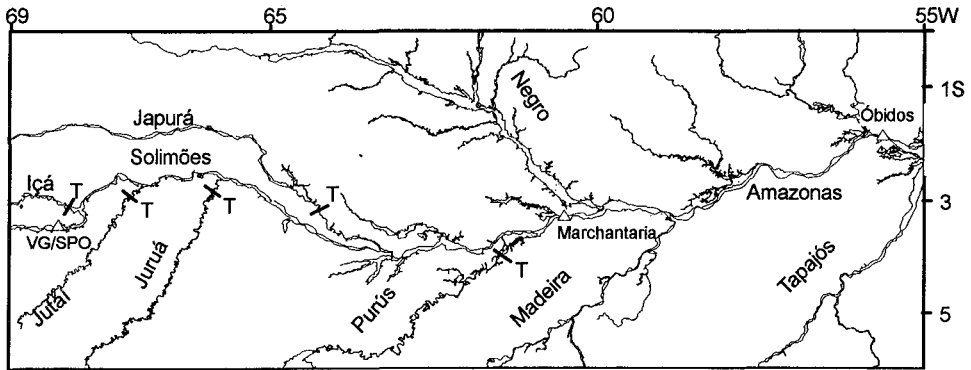 69
65
60
55W
1S
3
5
Negro
Japurá
Solimões
Óbidos
Içá
T
T
T
T
T
VG/SPO
Amazonas
Marchantaria
Jutaí
Juruá
Purús
Madeira
Tapajós